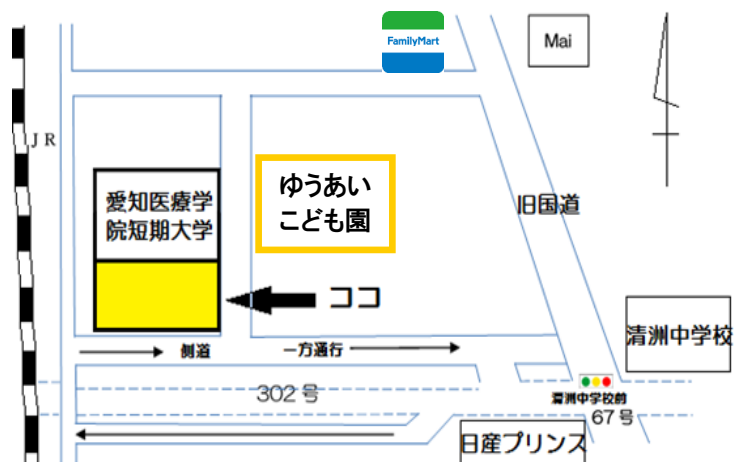 FamilyMart
Mai
JR
愛知医療学
院短期大学
ゆうあい
こども園
旧国道
ココ
清洲中学校
側道
一方通行
302号
清洲中学校前
67号
日産プリンス